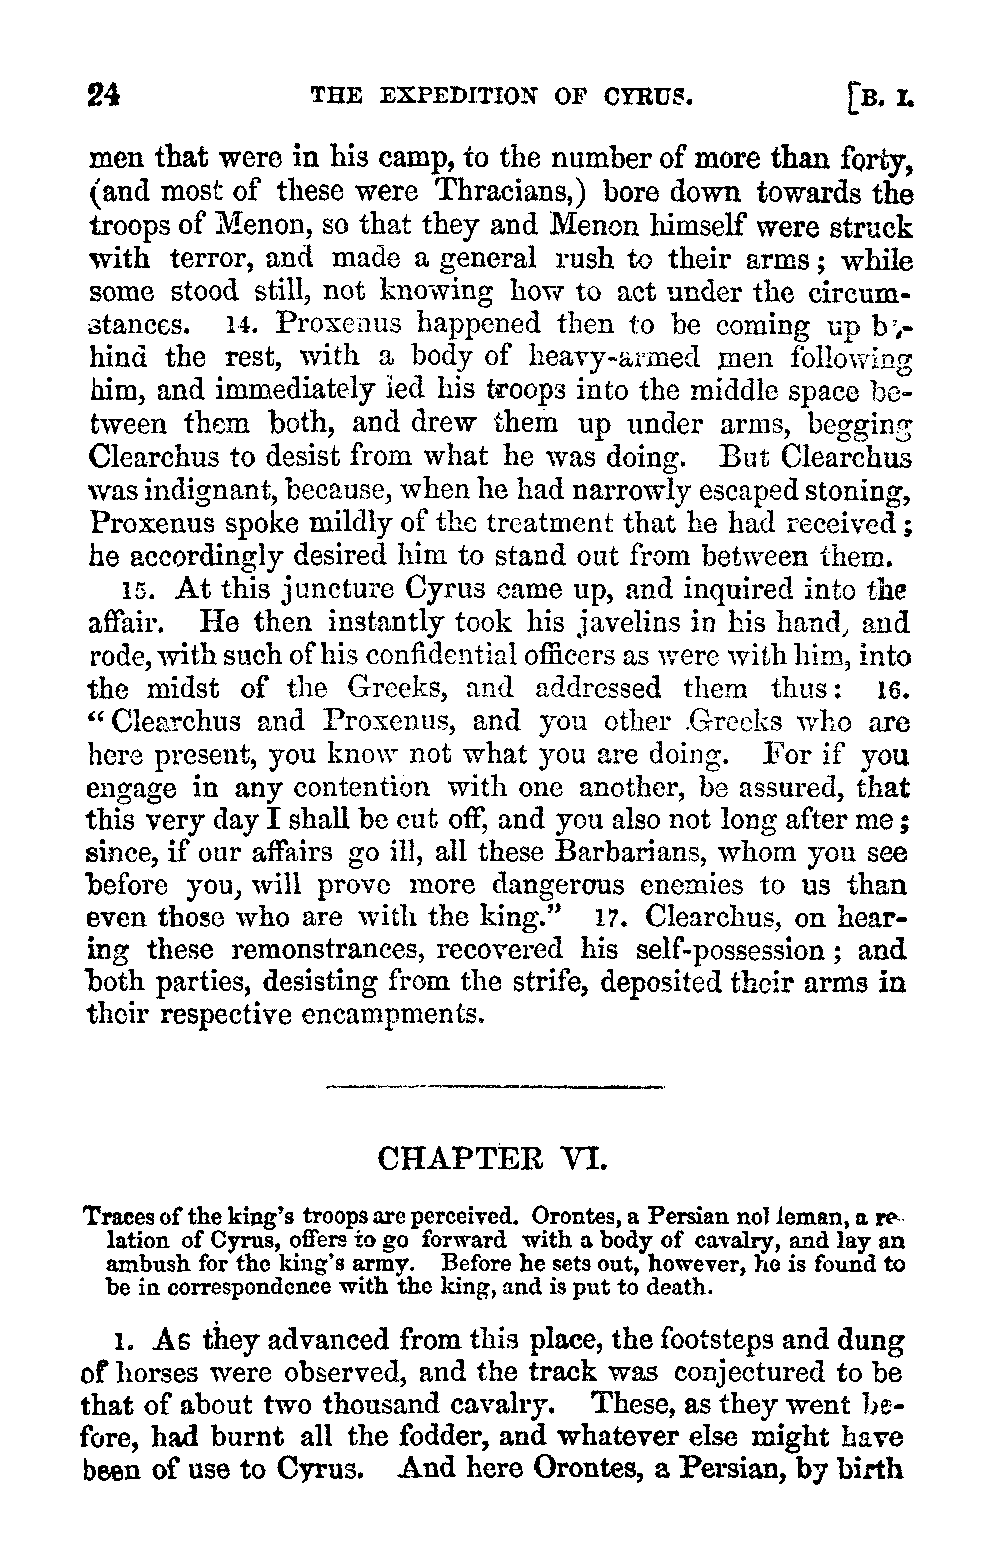 24 THE EXPEDITION OF CYRUS. [B. I.
men that were in his camp, to the number of more than forty,
(and most of these were Thracians,) bore down towards the
troops of Menon, so that they and Menon himself were struck
with terror, and made a general rush to their arms; while
some stood still, not knowing how to act under the circum-
stances. 14. Proxenus happened then to be coming up be-
hind the rest, with a body of heavy-armed men following
him, and immediately led his troops into the middle space be-
tween them both, and drew them up under arms, begging
Clearchus to desist from what he was doing. But Clearchus
was indignant, because, when he had narrowly escaped stoning,
Proxenus spoke mildly of the treatment that he had received;
he accordingly desired him to stand out from between them.
15. At this juncture Cyrus came up, and inquired into the
affair. He then instantly took his javelins in his hand, and
rode, with such of his confidential officers as were with him, into
the midst of the Greeks, and addressed them thus: 16.
“Clearchus and Proxenus, and you other Greeks who are
here present, you know not what you are doing. For if you
engage in any contention with one another, be assured, that
this very day I shall be cut off, and you also not long after me;
since, if our affairs go ill, all these Barbarians, whom you see
before you, will prove more dangerous enemies to us than
even those who are with the king.” 17. Clearchus, on hear-
ing these remonstrances, recovered his self-possession; and
both parties, desisting from the strife, deposited their arms in
their respective encampments.
CHAPTER VI.
Traces of the king's troops are perceived. Orontes, a Persian nobleman, a re-
lation of Cyrus, offers to go forward with a body of cavalry, and lay an
ambush for the king's army. Before he sets out, however, he is found to
be in correspondence with the king, and is put to death.
1. As they advanced from this place, the footsteps and dung
of horses were observed, and the track was conjectured to be
that of about two thousand cavalry. These, as they went be-
fore, had burnt all the fodder, and whatever else might have
been of use to Cyrus. And here Orontes, a Persian, by birth